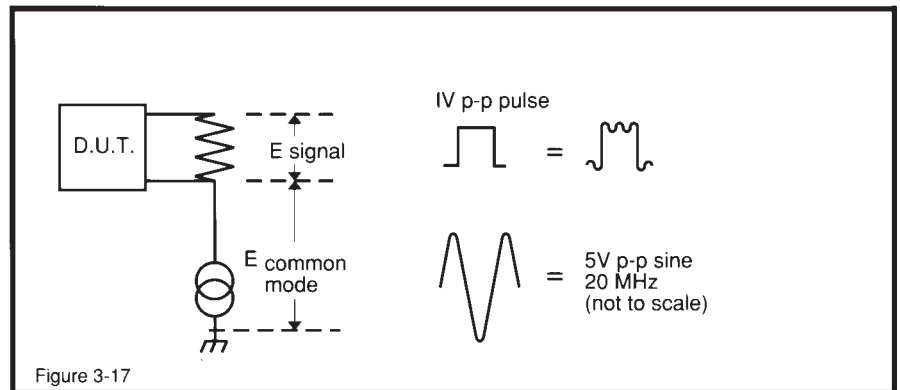 D.U.T.
E signal
E common
mode
IV p-p pulse
=
=
5V p-p sine
20 MHz
(not to scale)
Figure 3-17